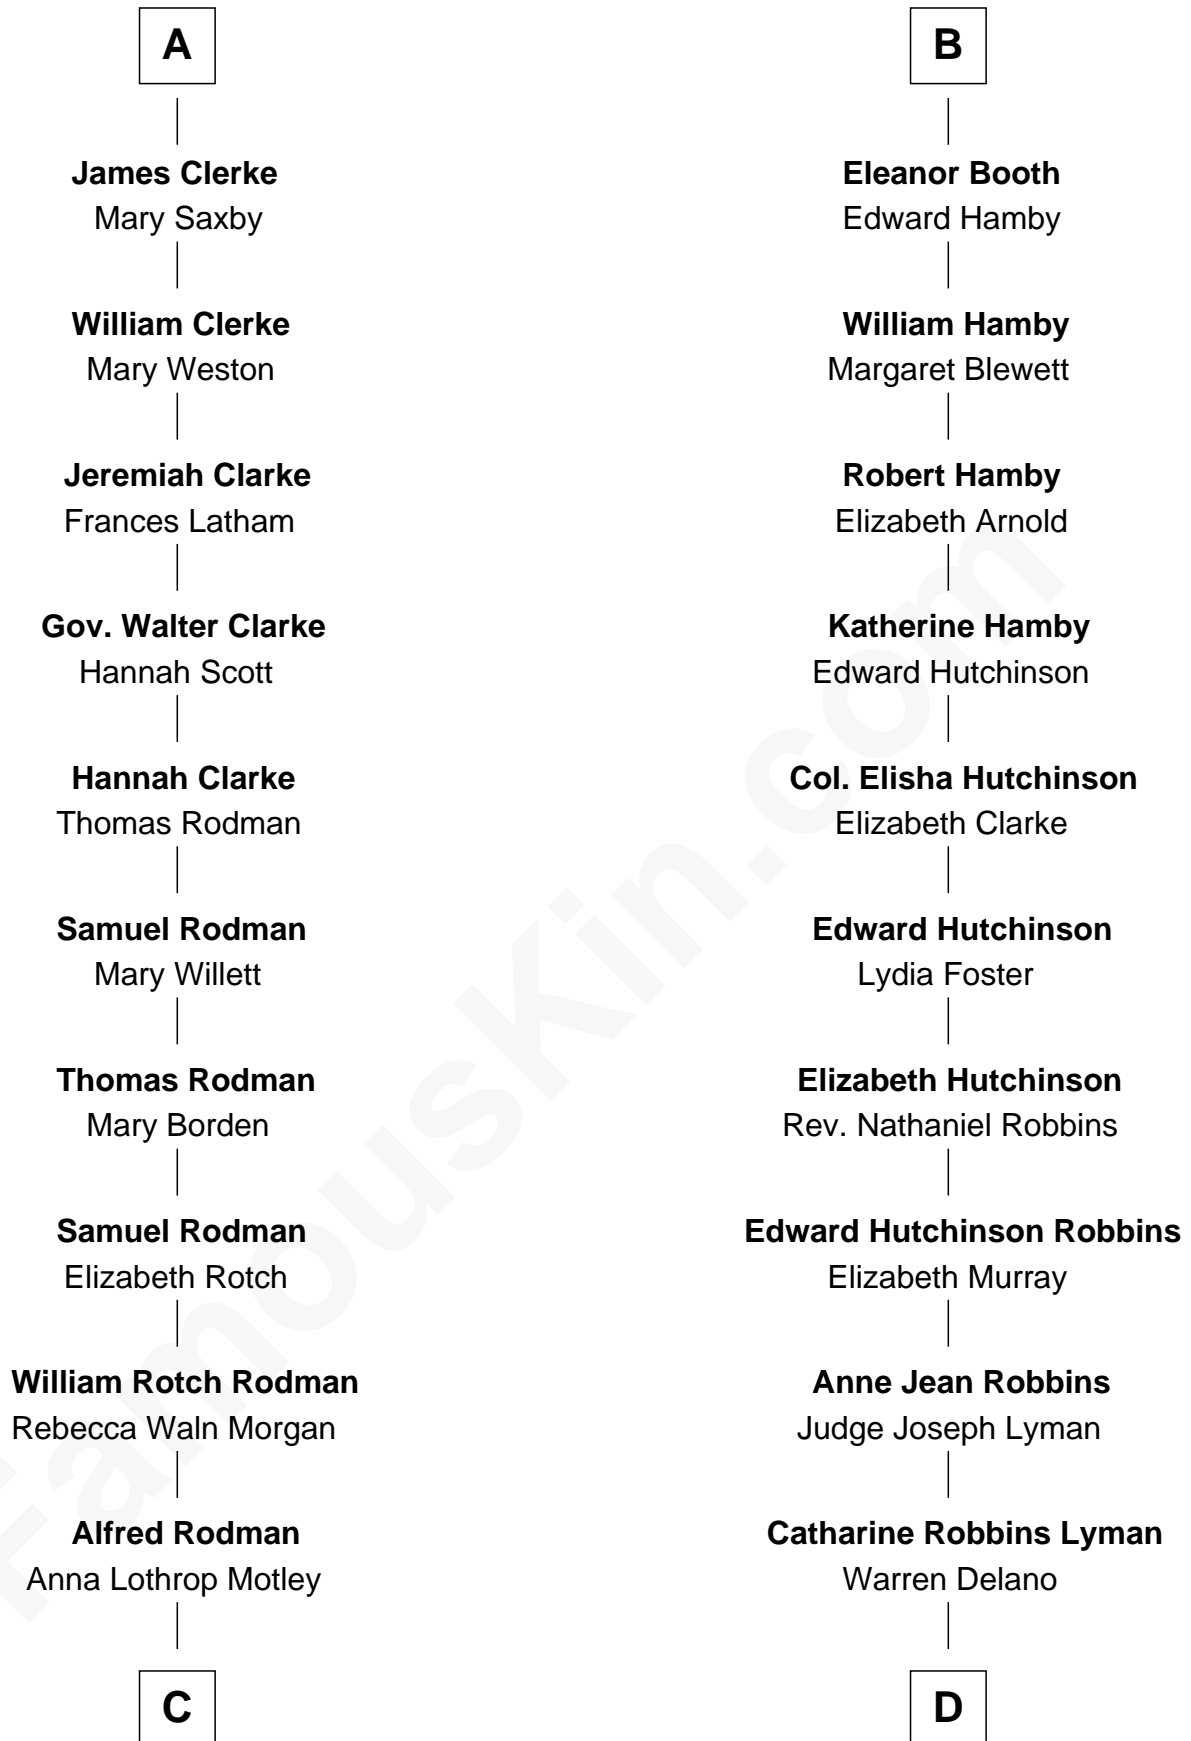 A
James Clerke
Mary Saxby
William Clerke
Mary Weston
Jeremiah Clarke
Frances Latham
Gov. Walter Clarke
Hannah Scott
Hannah Clarke
Thomas Rodman
Samuel Rodman
Mary Willett
Thomas Rodman
Mary Borden
Samuel Rodman
Elizabeth Rotch
William Rotch Rodman
Rebecca Waln Morgan
Alfred Rodman
Anna Lothrop Motley
C
B
Eleanor Booth
Edward Hamby
William Hamby
Margaret Blewett
Robert Hamby
Elizabeth Arnold
Katherine Hamby
Edward Hutchinson
Col. Elisha Hutchinson
Elizabeth Clarke
Edward Hutchinson
Lydia Foster
Elizabeth Hutchinson
Rev. Nathaniel Robbins
Edward Hutchinson Robbins
Elizabeth Murray
Anne Jean Robbins
Judge Joseph Lyman
Catharine Robbins Lyman
Warren Delano
D
FamousKin.com